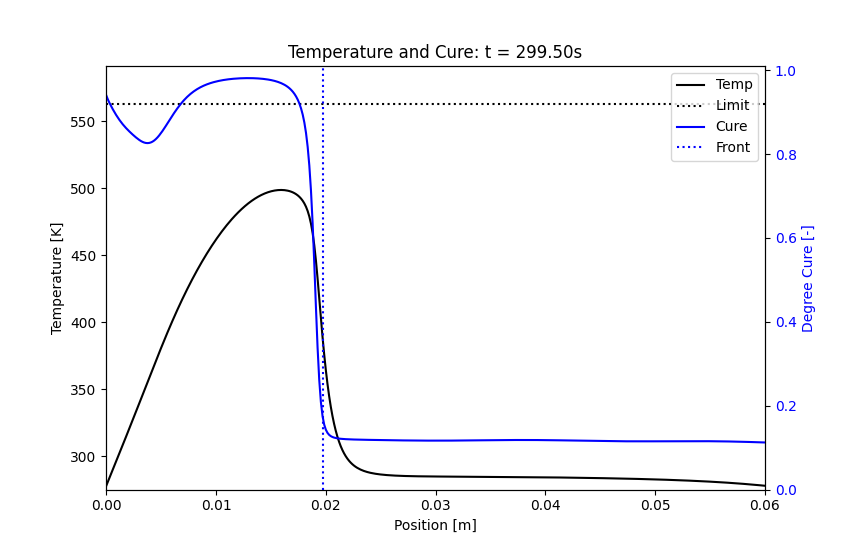 Temperature and Cure: t = 299.50s
Temp
Limit
Cure
Front
Temperature [K]
550
500
450
400
350
300
Degree Cure [-]
1.0
0.8
0.6
0.4
0.2
0.0
0.00 0.01 0.02 0.03 0.04 0.05 0.06
Position [m]